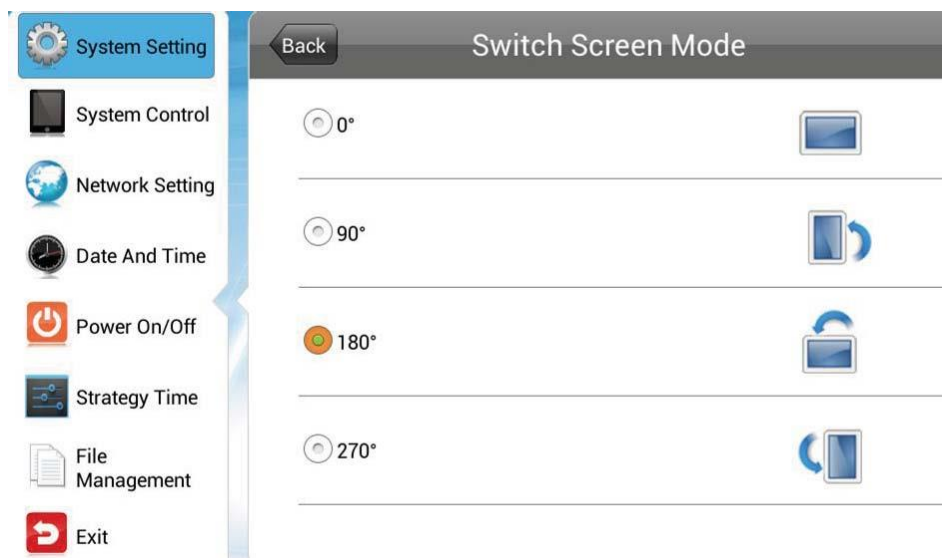 System Setting
System Control
Network Setting
Date And Time
Power On/Off
Strategy Time
File
Management
Exit
Back
Switch Screen Mode
0°
90°
180°
270°